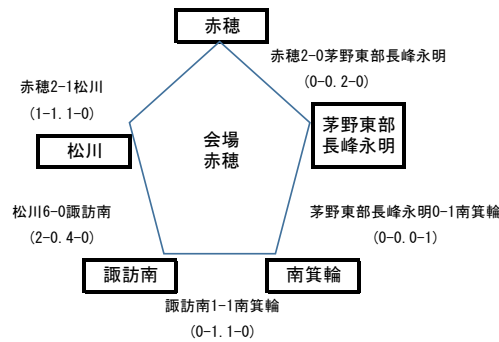 赤穂
赤穂2-0茅野東部長峰永明
(0-0.2-0)
赤穂2-1松川
(1-1.1-0)
茅野東部
長峰永明
会場
赤穂
松川
松川6-0諏訪南
(2-0.4-0)
茅野東部長峰永明0-1南箕輪
(0-0.0-1)
諏訪南
南箕輪
諏訪南1-1南箕輪
(0-1.1-0)